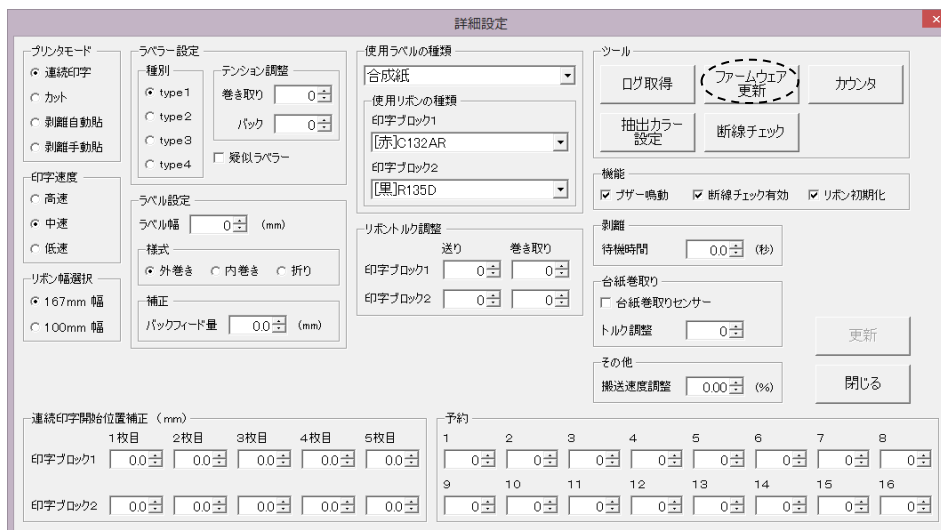 詳細設定
プリンタモード
連続印字
カット
剥離自動貼
剥離手動貼
印字速度
高速
中速
低速
リボン幅選択
167mm 幅
100mm 幅
ラベラー設定
種別
type1
type2
type3
type4
テンション調整
巻き取り 0
バック 0
疑似ラベラー
ラベル設定
ラベル幅 0 (mm)
様式
外巻き 内巻き 折り
補正
バックフィード量 0.0 (mm)
使用ラベルの種類
合成紙
使用リボンの種類
印字ブロック1
[赤]C132AR
印字ブロック2
[黒]R135D
リボントルク調整
送り 巻き取り
印字ブロック1 0 0
印字ブロック2 0 0
ツール
ログ取得
ファームウェア
更新
カウンタ
抽出カラー
設定
断線チェック
機能
ブザー鳴動 断線チェック有効 リボン初期化
剥離
待機時間 0.0 (秒)
台紙巻取り
台紙巻取りセンサー
トルク調整 0
その他
搬送速度調整 0.00 (%)
更新
閉じる
連続印字開始位置補正 (mm)
1枚目 2枚目 3枚目 4枚目 5枚目
印字ブロック1 0.0 0.0 0.0 0.0 0.0
印字ブロック2 0.0 0.0 0.0 0.0 0.0
予約
1 2 3 4 5 6 7 8
0 0 0 0 0 0 0 0
9 10 11 12 13 14 15 16
0 0 0 0 0 0 0 0